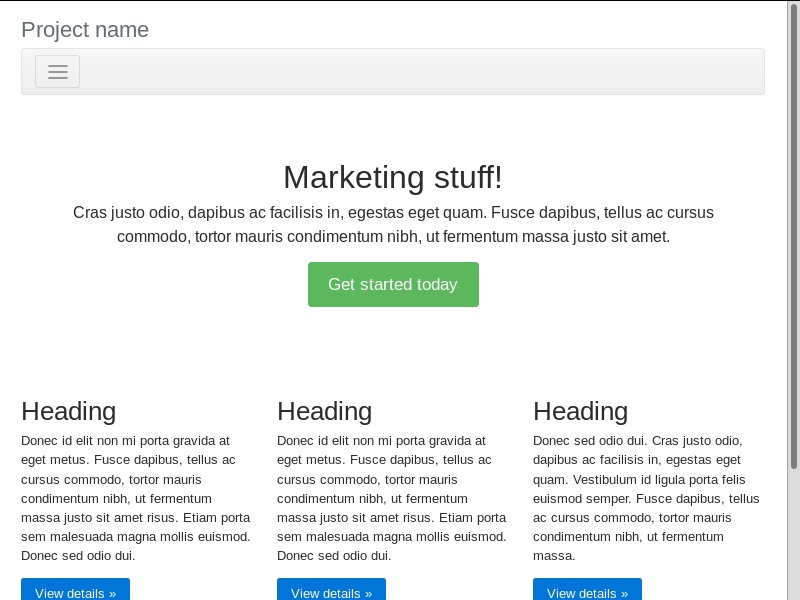 Project name
Marketing stuff!
Cras justo odio, dapibus ac facilisis in, egestas eget quam. Fusce dapibus, tellus ac cursus
commodo, tortor mauris condimentum nibh, ut fermentum massa justo sit amet.
Get started today
Heading
Donec id elit non mi porta gravida at
eget metus. Fusce dapibus, tellus ac
cursus commodo, tortor mauris
condimentum nibh, ut fermentum
massa justo sit amet risus. Etiam porta
sem malesuada magna mollis euismod.
Donec sed odio dui.
View details »
Heading
Donec id elit non mi porta gravida at
eget metus. Fusce dapibus, tellus ac
cursus commodo, tortor mauris
condimentum nibh, ut fermentum
massa justo sit amet risus. Etiam porta
sem malesuada magna mollis euismod.
Donec sed odio dui.
View details »
Heading
Donec sed odio dui. Cras justo odio,
dapibus ac facilisis in, egestas eget
quam. Vestibulum id ligula porta felis
euismod semper. Fusce dapibus, tellus
ac cursus commodo, tortor mauris
condimentum nibh, ut fermentum
massa.
View details »